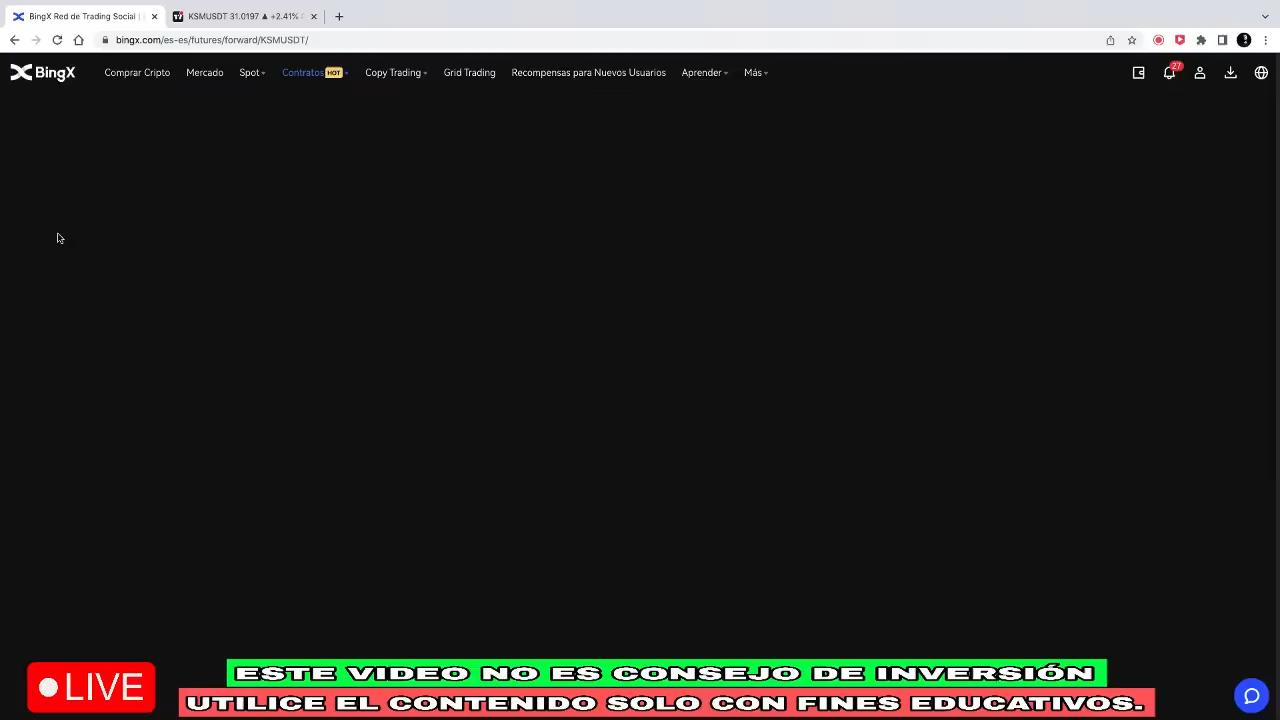 BingX Red de Trading Social |
KSMUSDT 31.0197 ▲ +2.41%
bingx.com/es-es/futures/forward/KSMUSDT/
BingX Comprar Cripto Mercado Spot Contratos HOT Copy Trading Grid Trading Recompensas para Nuevos Usuarios Aprender Más 27
ESTE VIDEO NO ES CONSEJO DE INVERSIÓN
LIVE
UTILICE EL CONTENIDO SOLO CON FINES EDUCATIVOS.